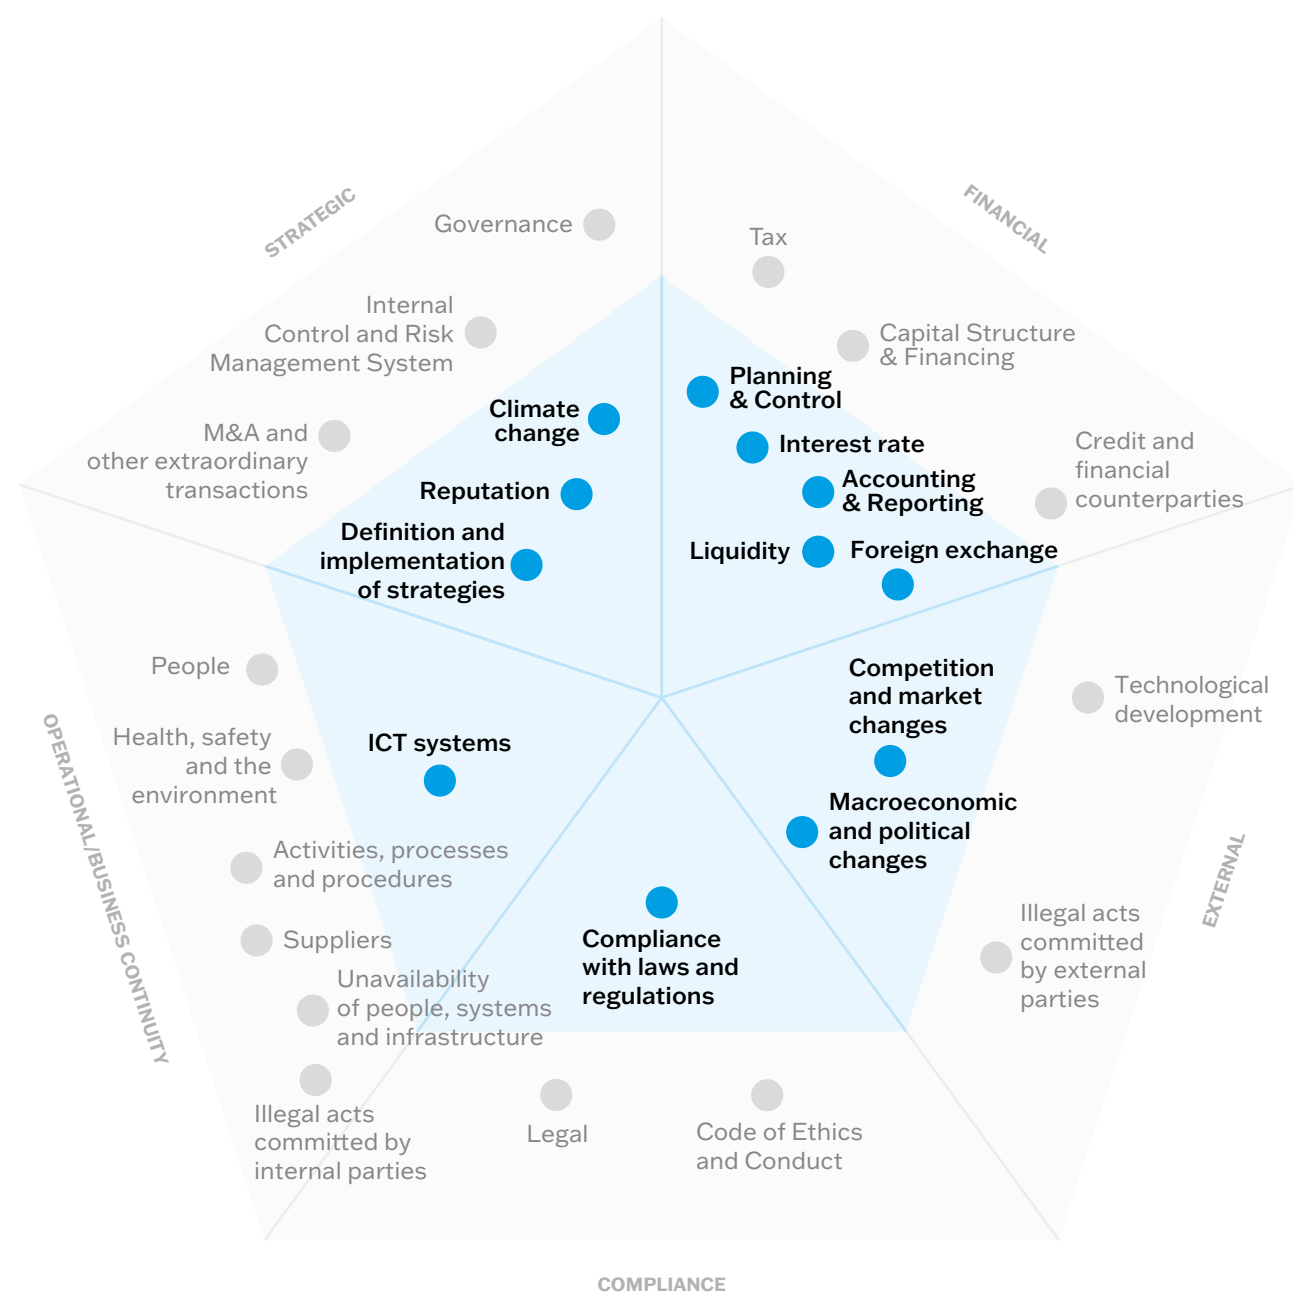 STRATEGIC
Governance
Internal
Control and Risk
Management System
M&A and
other extraordinary
transactions
Climate
change
Reputation
Definition and
implementation
of strategies
FINANCIAL
Tax
Capital Structure
& Financing
Credit and
financial
counterparties
Planning
& Control
Interest rate
Accounting
& Reporting
Liquidity
Foreign exchange
OPERATIONAL/BUSINESS CONTINUITY
People
Health, safety
and the
environment
ICT systems
Activities, processes
and procedures
Suppliers
Unavailability
of people, systems
and infrastructure
Illegal acts
committed by
internal parties
EXTERNAL
Competition
and market
changes
Macroeconomic
and political
changes
Technological
development
Illegal acts
committed
by external
parties
Compliance
with laws and
regulations
Legal
Code of Ethics
and Conduct
COMPLIANCE